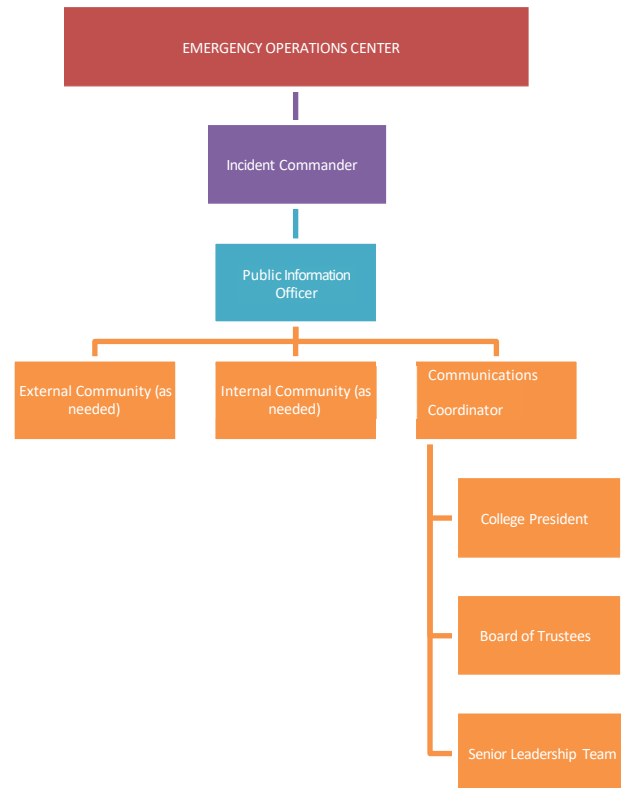 EMERGENCY OPERATIONS CENTER
Incident Commander
Public Information
Officer
External Community (as
needed)
Internal Community (as
needed)
Communications
Coordinator
College President
Board of Trustees
Senior Leadership Team